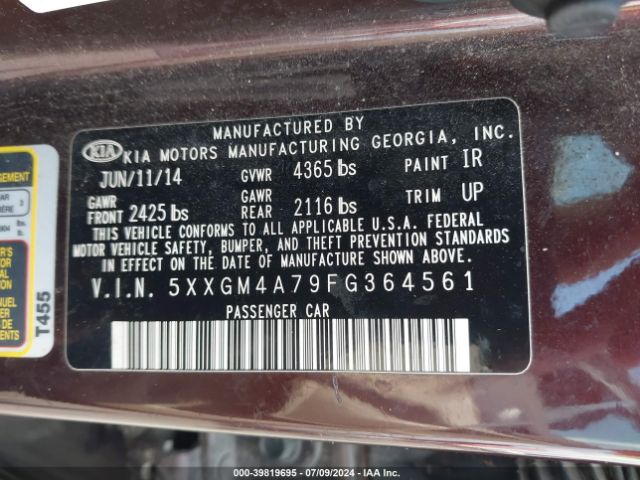 MANUFACTURED BY
KIA KIA MOTORS MANUFACTURING GEORGIA, INC.
JUN/11/14 GVWR 4365 lbs PAINT IR
GAWR FRONT 2425 lbs GAWR REAR 2116 lbs TRIM UP
THIS VEHICLE CONFORMS TO ALL APPLICABLE U.S.A. FEDERAL
MOTOR VEHICLE SAFETY, BUMPER, AND THEFT PREVENTION STANDARDS
IN EFFECT ON THE DATE OF MANUFACTURE SHOWN ABOVE.
V.I.N. 5XXGM4A79FG364561
PASSENGER CAR
T455
000-39819695 | 07/09/2024 | IAA Inc.